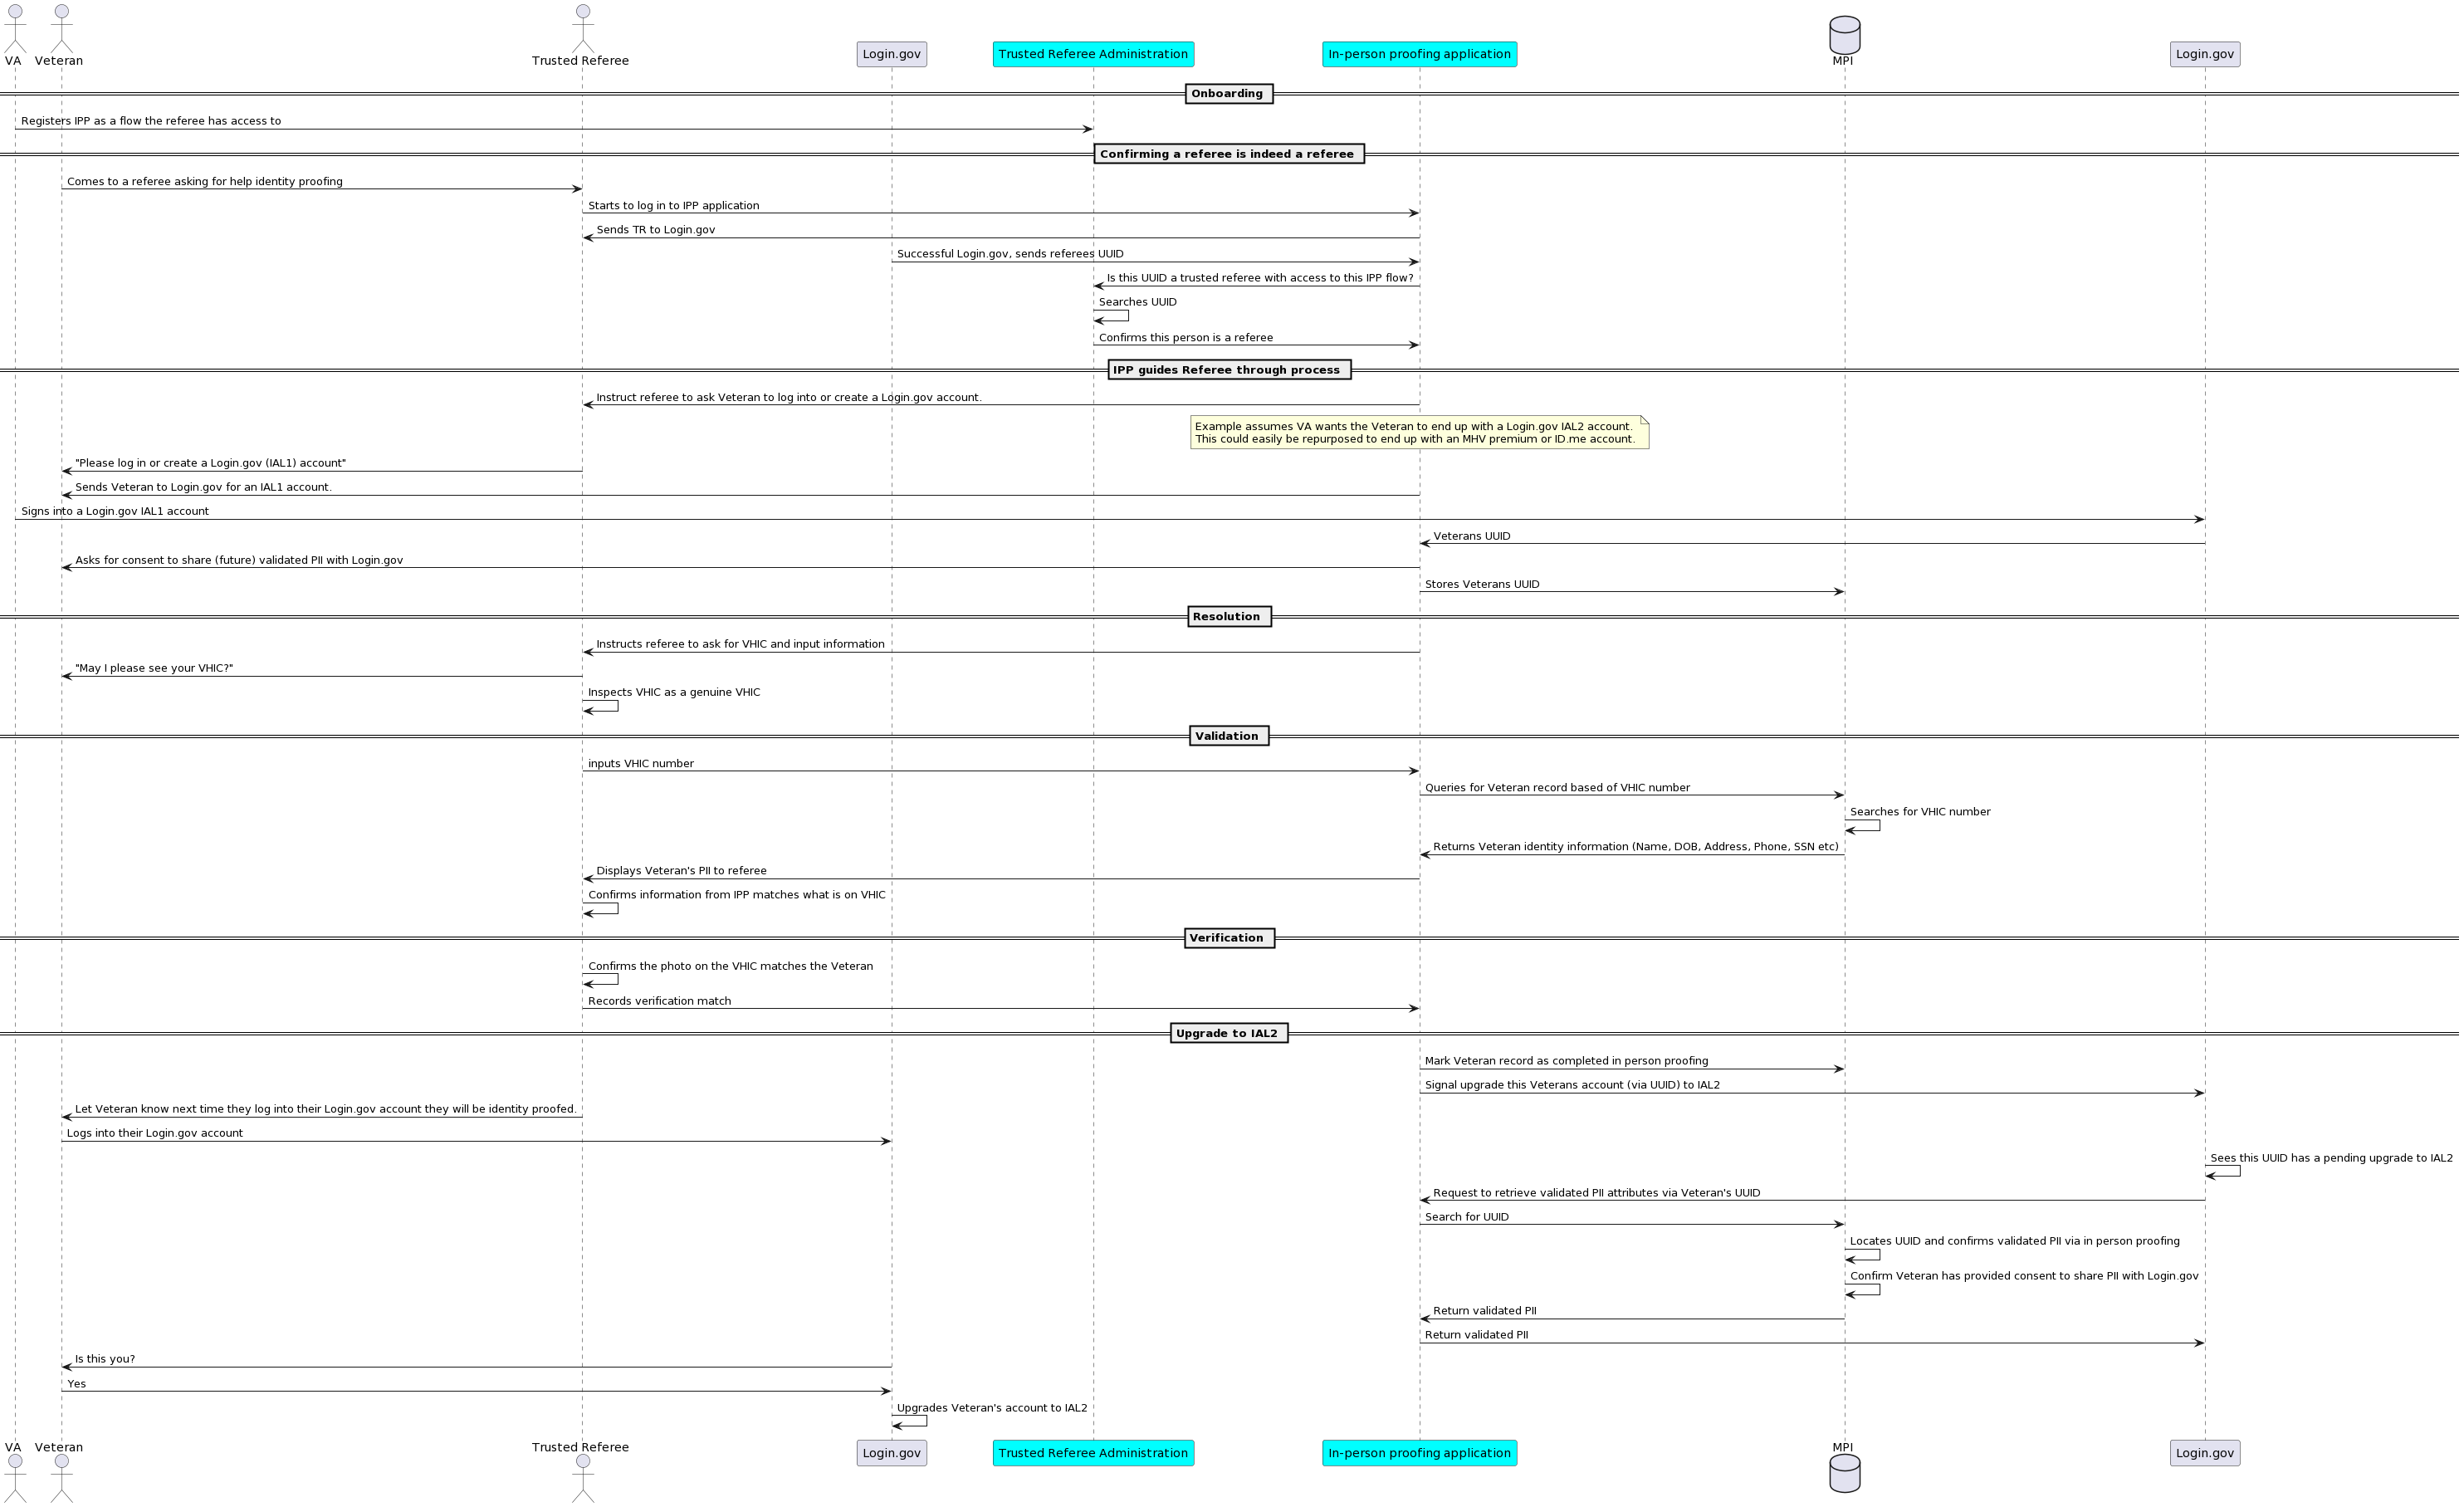 VA
Veteran
Trusted Referee
Login.gov
Trusted Referee Administration
In-person proofing application
MPI
Login.gov
Onboarding
Registers IPP as a flow the referee has access to
Confirming a referee is indeed a referee
Comes to a referee asking for help identity proofing
Starts to log in to IPP application
Sends TR to Login.gov
Successful Login.gov, sends referees UUID
Is this UUID a trusted referee with access to this IPP flow?
Searches UUID
Confirms this person is a referee
IPP guides Referee through process
Instruct referee to ask Veteran to log into or create a Login.gov account.
Example assumes VA wants the Veteran to end up with a Login.gov IAL2 account.
This could easily be repurposed to end up with an MHV premium or ID.me account.
"Please log in or create a Login.gov (IAL1) account"
Sends Veteran to Login.gov for an IAL1 account.
Signs into a Login.gov IAL1 account
Veterans UUID
Asks for consent to share (future) validated PII with Login.gov
Stores Veterans UUID
Resolution
Instructs referee to ask for VHIC and input information
"May I please see your VHIC?"
Inspects VHIC as a genuine VHIC
Validation
inputs VHIC number
Queries for Veteran record based of VHIC number
Searches for VHIC number
Returns Veteran identity information (Name, DOB, Address, Phone, SSN etc)
Displays Veteran's PII to referee
Confirms information from IPP matches what is on VHIC
Verification
Confirms the photo on the VHIC matches the Veteran
Records verification match
Upgrade to IAL2
Mark Veteran record as completed in person proofing
Signal upgrade this Veterans account (via UUID) to IAL2
Let Veteran know next time they log into their Login.gov account they will be identity proofed.
Logs into their Login.gov account
Sees this UUID has a pending upgrade to IAL2
Request to retrieve validated PII attributes via Veteran's UUID
Search for UUID
Locates UUID and confirms validated PII via in person proofing
Confirm Veteran has provided consent to share PII with Login.gov
Return validated PII
Return validated PII
Is this you?
Yes
Upgrades Veteran's account to IAL2
VA
Veteran
Trusted Referee
Login.gov
Trusted Referee Administration
In-person proofing application
MPI
Login.gov